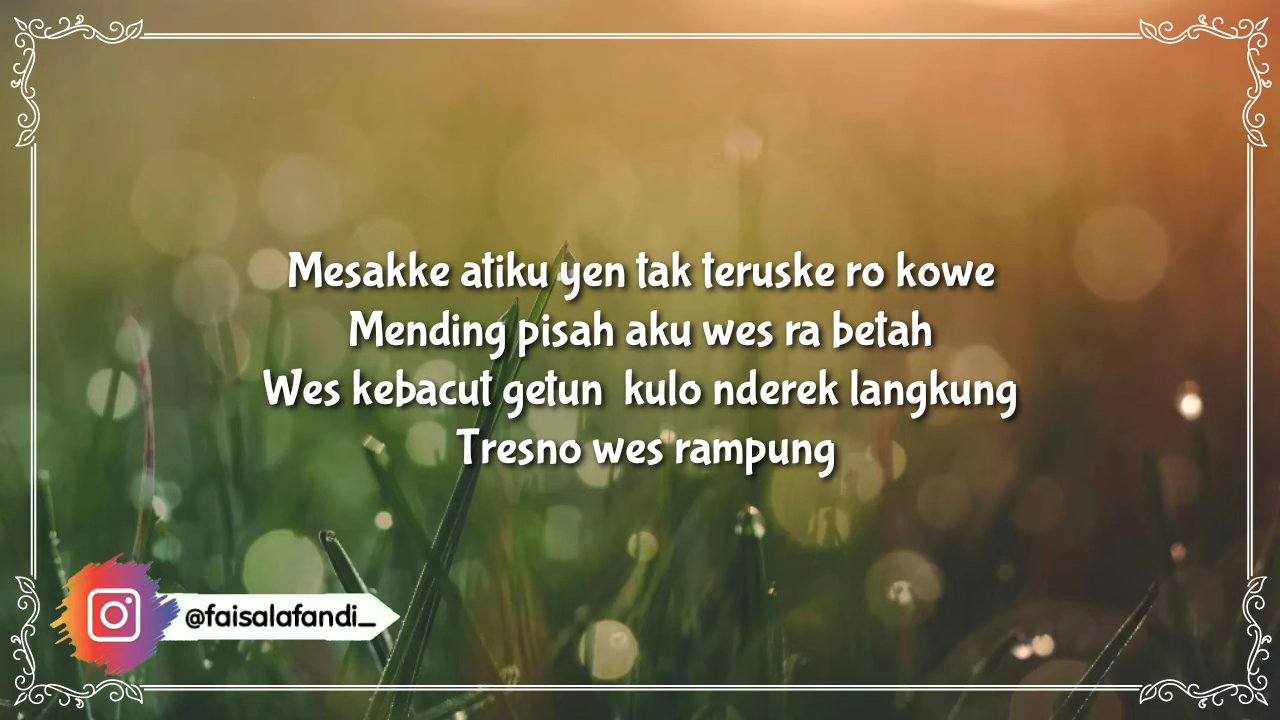 Mesakke atiku yen tak teruske ro kowe
Mending pisah aku wes ra betah
Wes kebacut getun kulo nderek langkung
Tresno wes rampung
@faisalafandi_